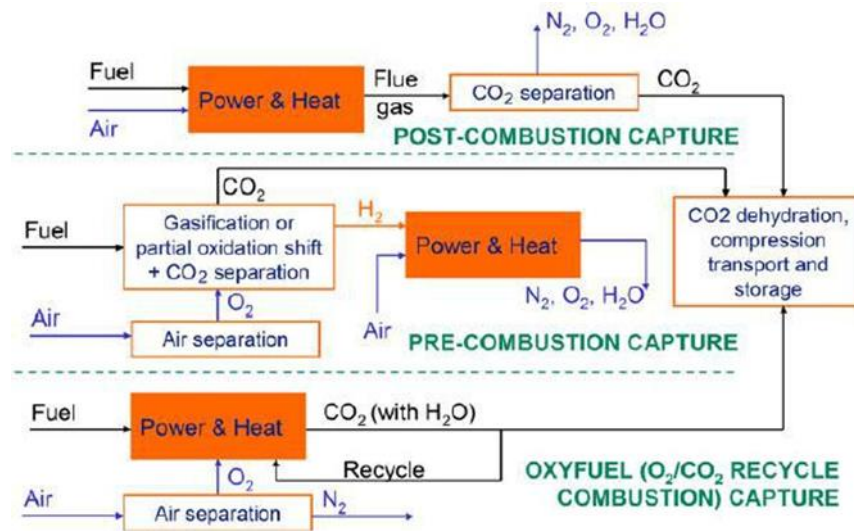 N₂, O₂, H₂O
Fuel
Air
Power & Heat
Flue
gas
CO₂ separation
CO₂
POST-COMBUSTION CAPTURE
CO₂
Fuel
Gasification or
partial oxidation shift
+ CO₂ separation
H₂
Power & Heat
CO2 dehydration,
compression
transport and
storage
O₂
Air
Air separation
Air
N₂, O₂, H₂O
PRE-COMBUSTION CAPTURE
Fuel
Power & Heat
CO₂ (with H₂O)
Recycle
O₂
Air
Air separation
N₂
OXYFUEL (O₂/CO₂ RECYCLE
COMBUSTION) CAPTURE